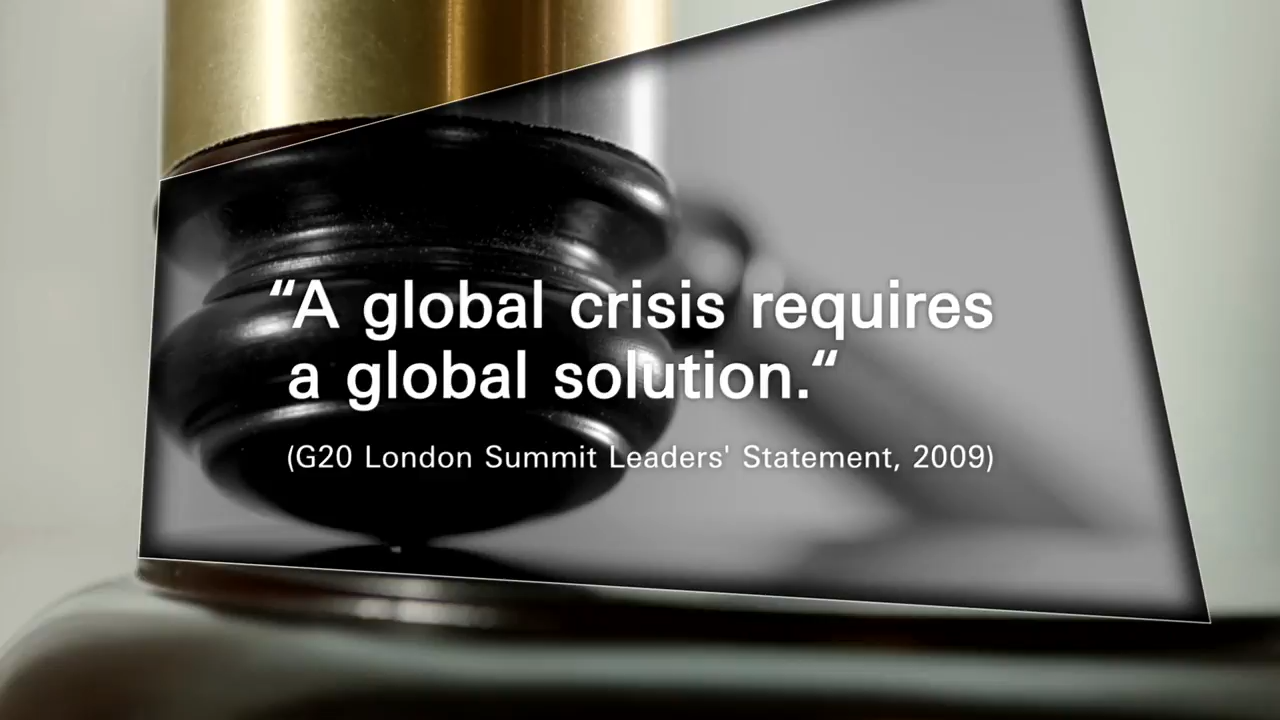 “A global crisis requires
a global solution.“
(G20 London Summit Leaders' Statement, 2009)